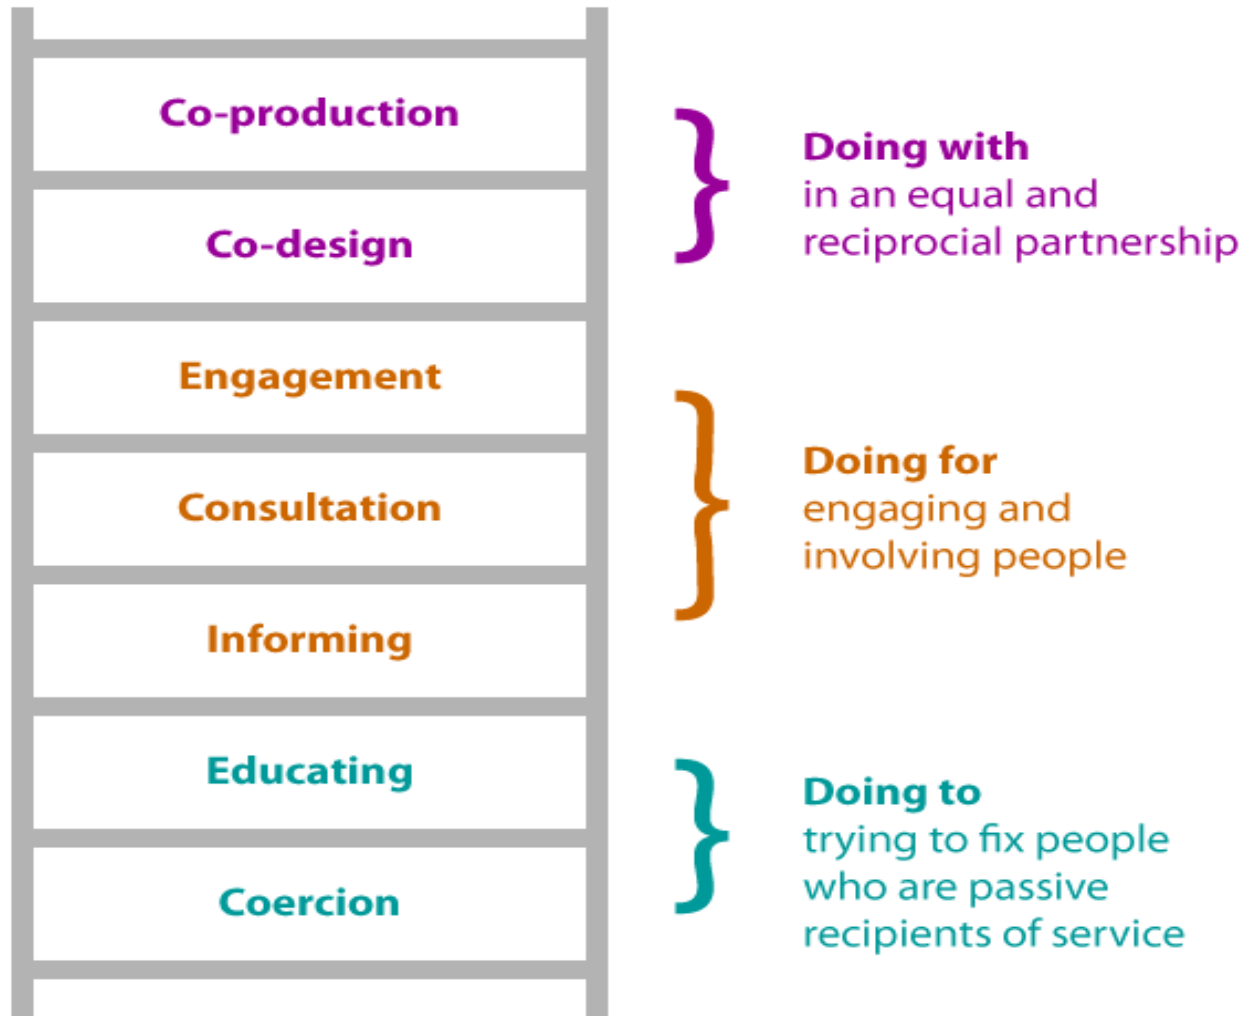 Co-production
Co-design
Doing with
in an equal and
reciprocial partnership
Engagement
Consultation
Informing
Doing for
engaging and
involving people
Educating
Coercion
Doing to
trying to fix people
who are passive
recipients of service